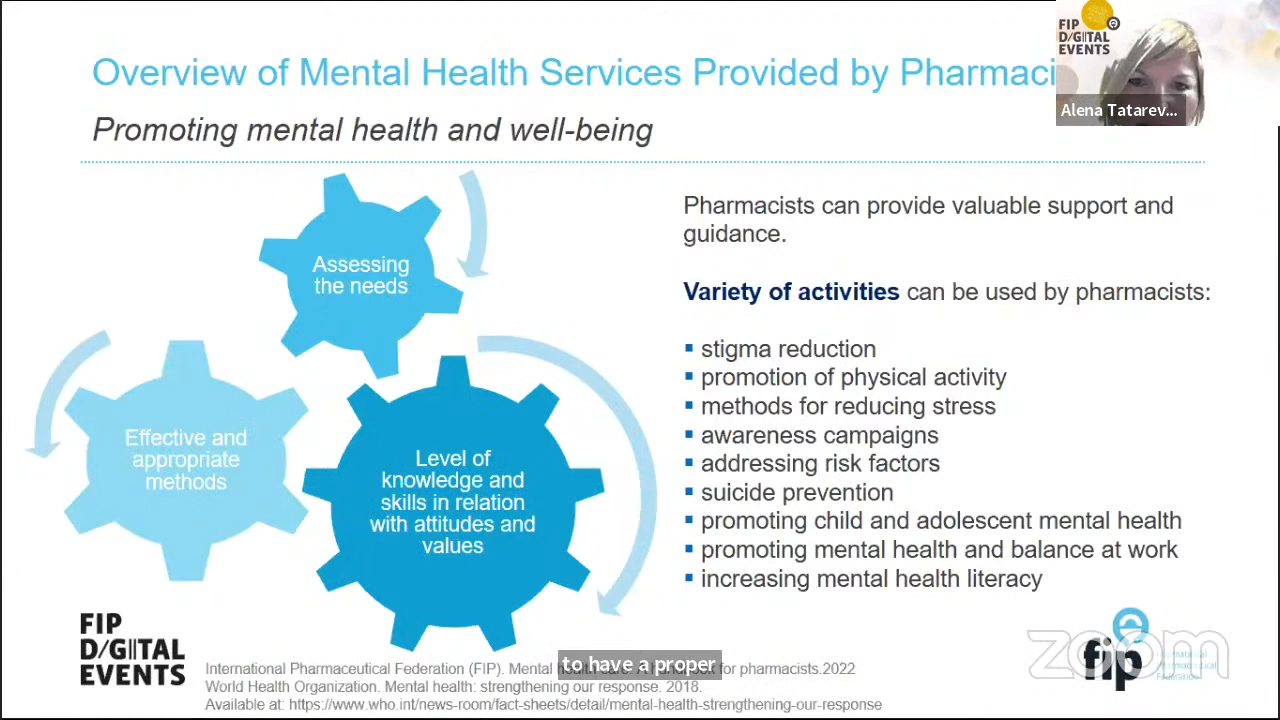 Overview of Mental Health Services Provided by Pharmaci
Promoting mental health and well-being
FIP
D/GITAL
EVENTS
Alena Tatarev...
Assessing
the needs
Effective and
appropriate
methods
Level of
knowledge and
skills in relation
with attitudes and
values
Pharmacists can provide valuable support and
guidance.
Variety of activities can be used by pharmacists:
▪ stigma reduction
▪ promotion of physical activity
▪ methods for reducing stress
▪ awareness campaigns
▪ addressing risk factors
▪ suicide prevention
▪ promoting child and adolescent mental health
▪ promoting mental health and balance at work
▪ increasing mental health literacy
FIP
D/GITAL
EVENTS
International Pharmaceutical Federation (FIP). Mental for pharmacists.2022
World Health Organization. Mental health: strengthening our response. 2018.
Available at: https://www.who.int/news-room/fact-sheets/detail/mental-health-strengthening-our-response
to have a proper
zoom
fip